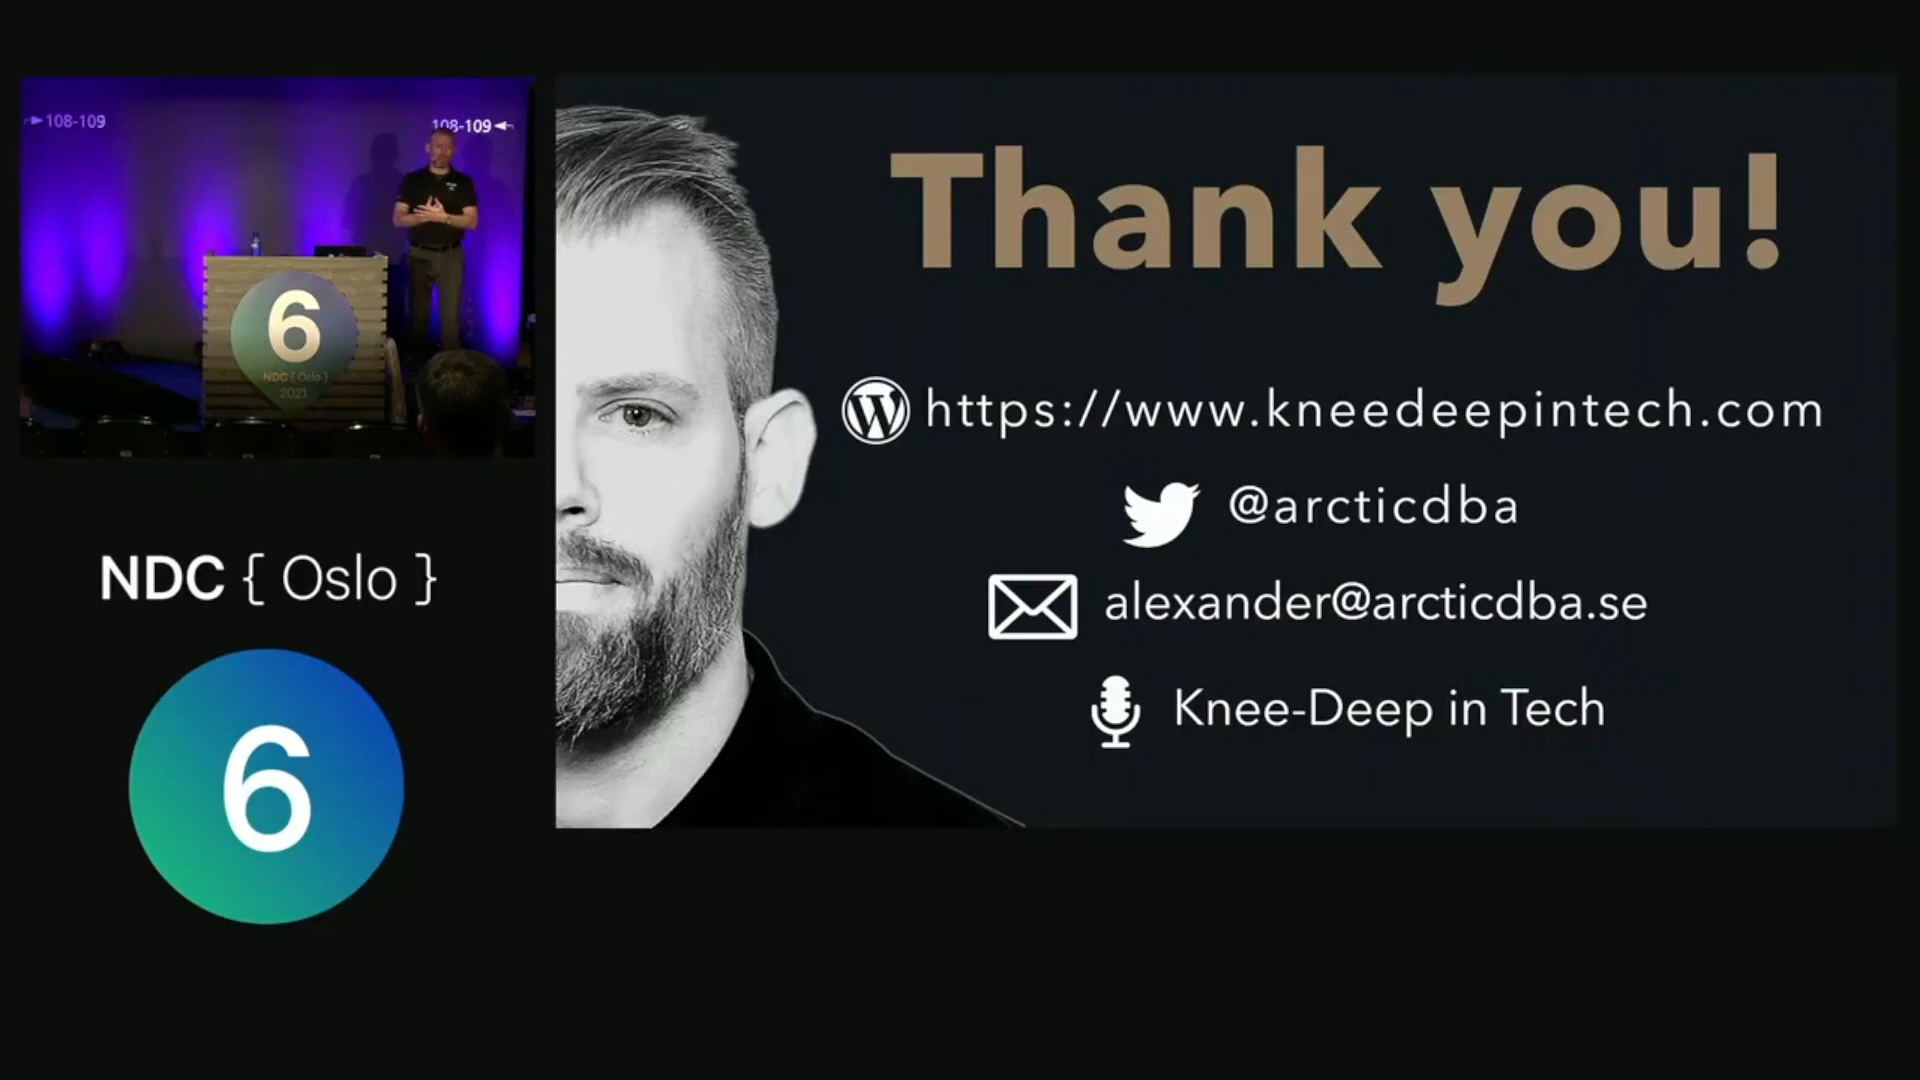 108-109
108-109
6
NDC { Oslo }
2021
NDC { Oslo }
6
Thank you!
https://www.kneedeepintech.com
@arcticdba
alexander@arcticdba.se
Knee-Deep in Tech